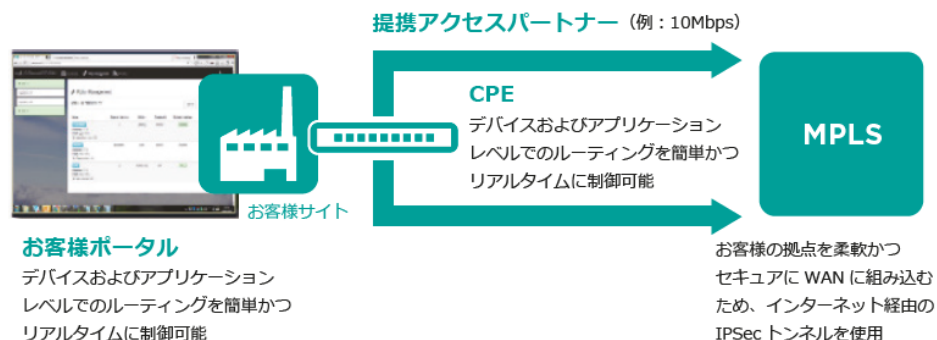 提携アクセスパートナー（例：10Mbps）
CPE
デバイスおよびアプリケーション
レベルでのルーティングを簡単かつ
リアルタイムに制御可能
MPLS
お客様サイト
お客様ポータル
デバイスおよびアプリケーション
レベルでのルーティングを簡単かつ
リアルタイムに制御可能
お客様の拠点を柔軟かつ
セキュアに WAN に組み込む
ため、インターネット経由の
IPSec トンネルを使用